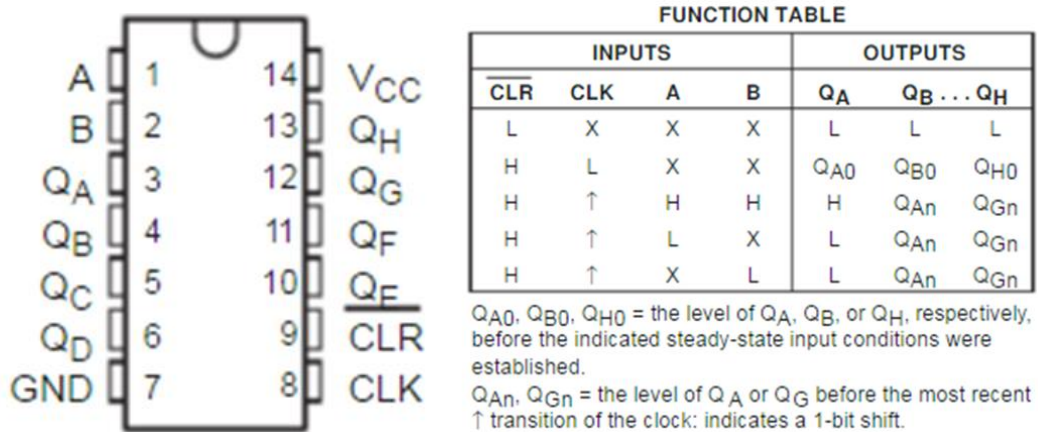 A 1 14 VCC
B 2 13 QH
QA 3 12 QG
QB 4 11 QF
QC 5 10 QE
QD 6 9 CLR
GND 7 8 CLK
FUNCTION TABLE
INPUTS OUTPUTS
CLR CLK A B QA QB . . . QH
L X X X L L L
H L X X QA0 QB0 QH0
H ↑ H H H QAn QGn
H ↑ L X L QAn QGn
H ↑ X L L QAn QGn
QA0, QB0, QH0 = the level of QA, QB, or QH, respectively,
before the indicated steady-state input conditions were
established.
QAn, QGn = the level of Q A or QG before the most recent
↑ transition of the clock: indicates a 1-bit shift.